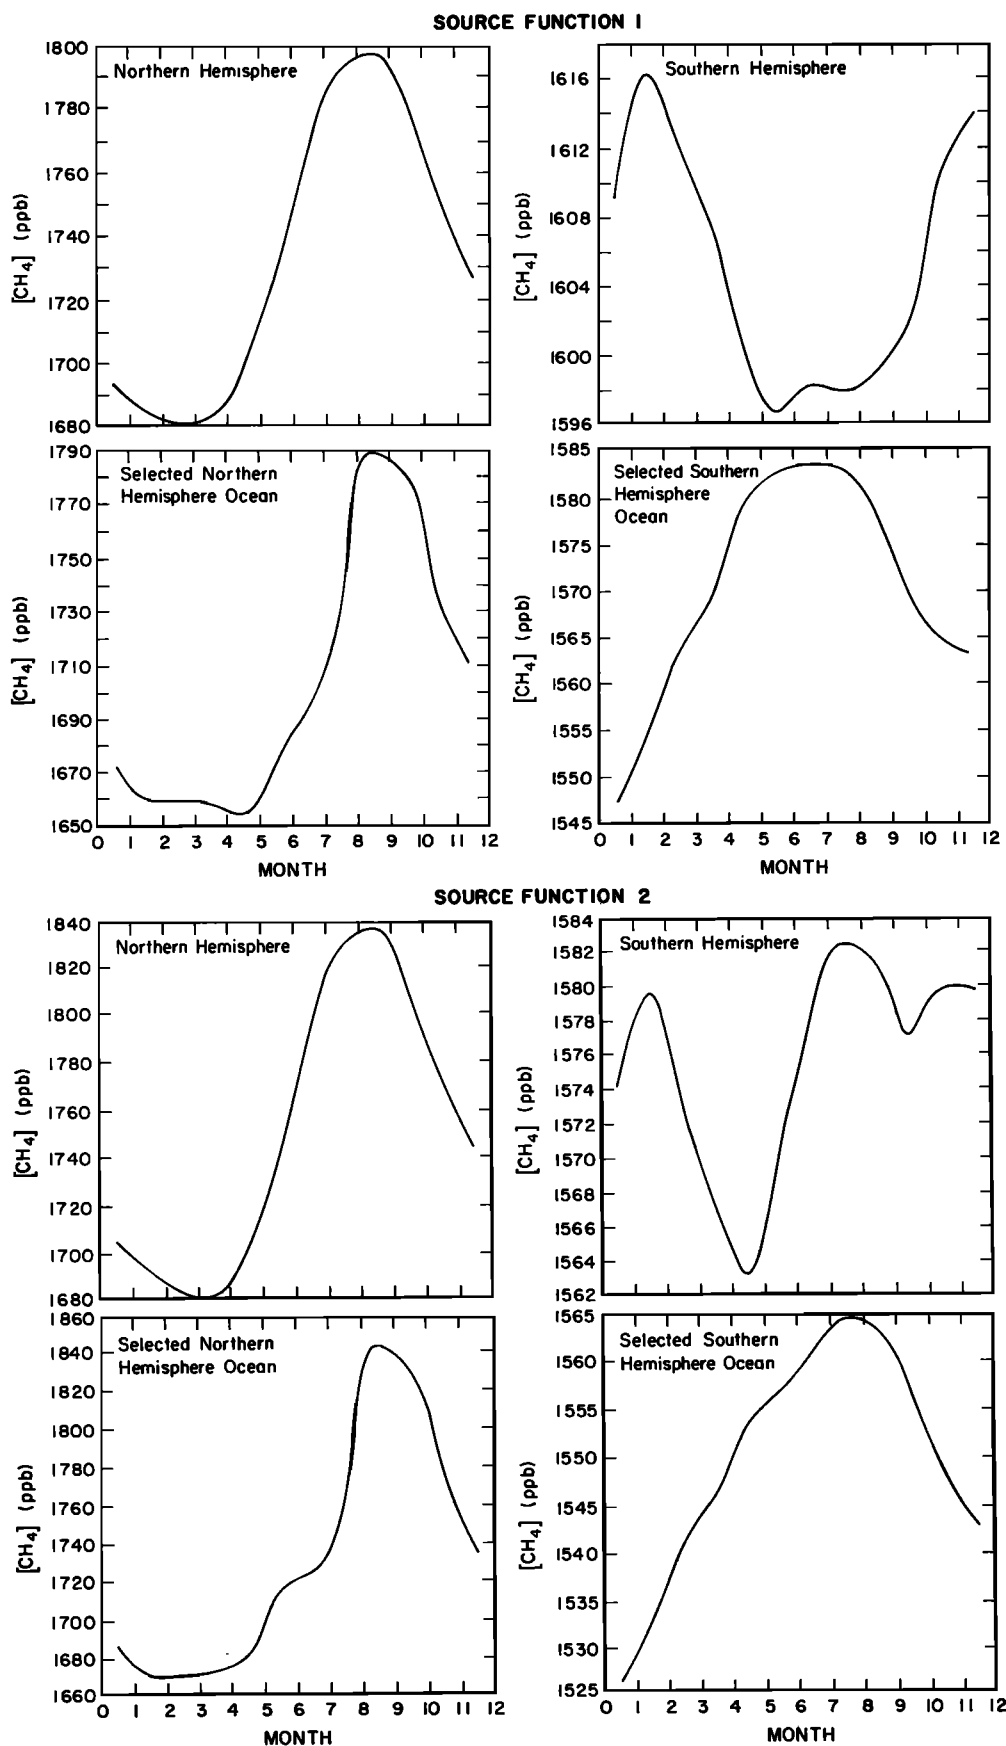 SOURCE FUNCTION 1
Northern Hemisphere
[CH4] (ppb)
1800
1780
1760
1740
1720
1700
1680
Southern Hemisphere
[CH4] (ppb)
1616
1612
1608
1604
1600
1596
Selected Northern
Hemisphere Ocean
[CH4] (ppb)
1790
1770
1750
1730
1710
1690
1670
1650
0 1 2 3 4 5 6 7 8 9 10 11 12
MONTH
Selected Southern
Hemisphere
Ocean
[CH4] (ppb)
1585
1580
1575
1570
1565
1560
1555
1550
1545
0 1 2 3 4 5 6 7 8 9 10 11 12
MONTH
SOURCE FUNCTION 2
Northern Hemisphere
[CH4] (ppb)
1840
1820
1800
1780
1760
1740
1720
1700
1680
Southern Hemisphere
[CH4] (ppb)
1584
1582
1580
1578
1576
1574
1572
1570
1568
1566
1564
1562
Selected Northern
Hemisphere Ocean
[CH4] (ppb)
1860
1840
1820
1800
1780
1760
1740
1720
1700
1680
1660
0 1 2 3 4 5 6 7 8 9 10 11 12
MONTH
Selected Southern
Hemisphere Ocean
[CH4] (ppb)
1565
1560
1555
1550
1545
1540
1535
1530
1525
0 1 2 3 4 5 6 7 8 9 10 11 12
MONTH